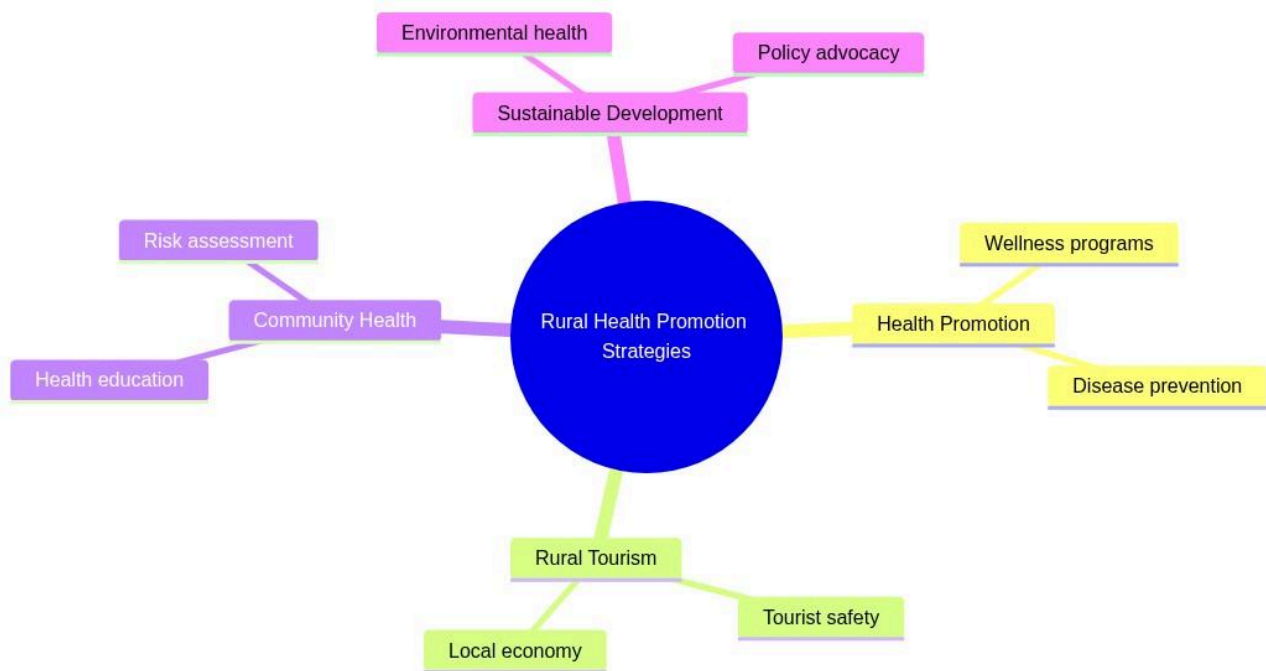 Environmental health
Policy advocacy
Sustainable Development
Risk assessment
Community Health
Health education
Rural Health Promotion
Strategies
Wellness programs
Health Promotion
Disease prevention
Rural Tourism
Tourist safety
Local economy